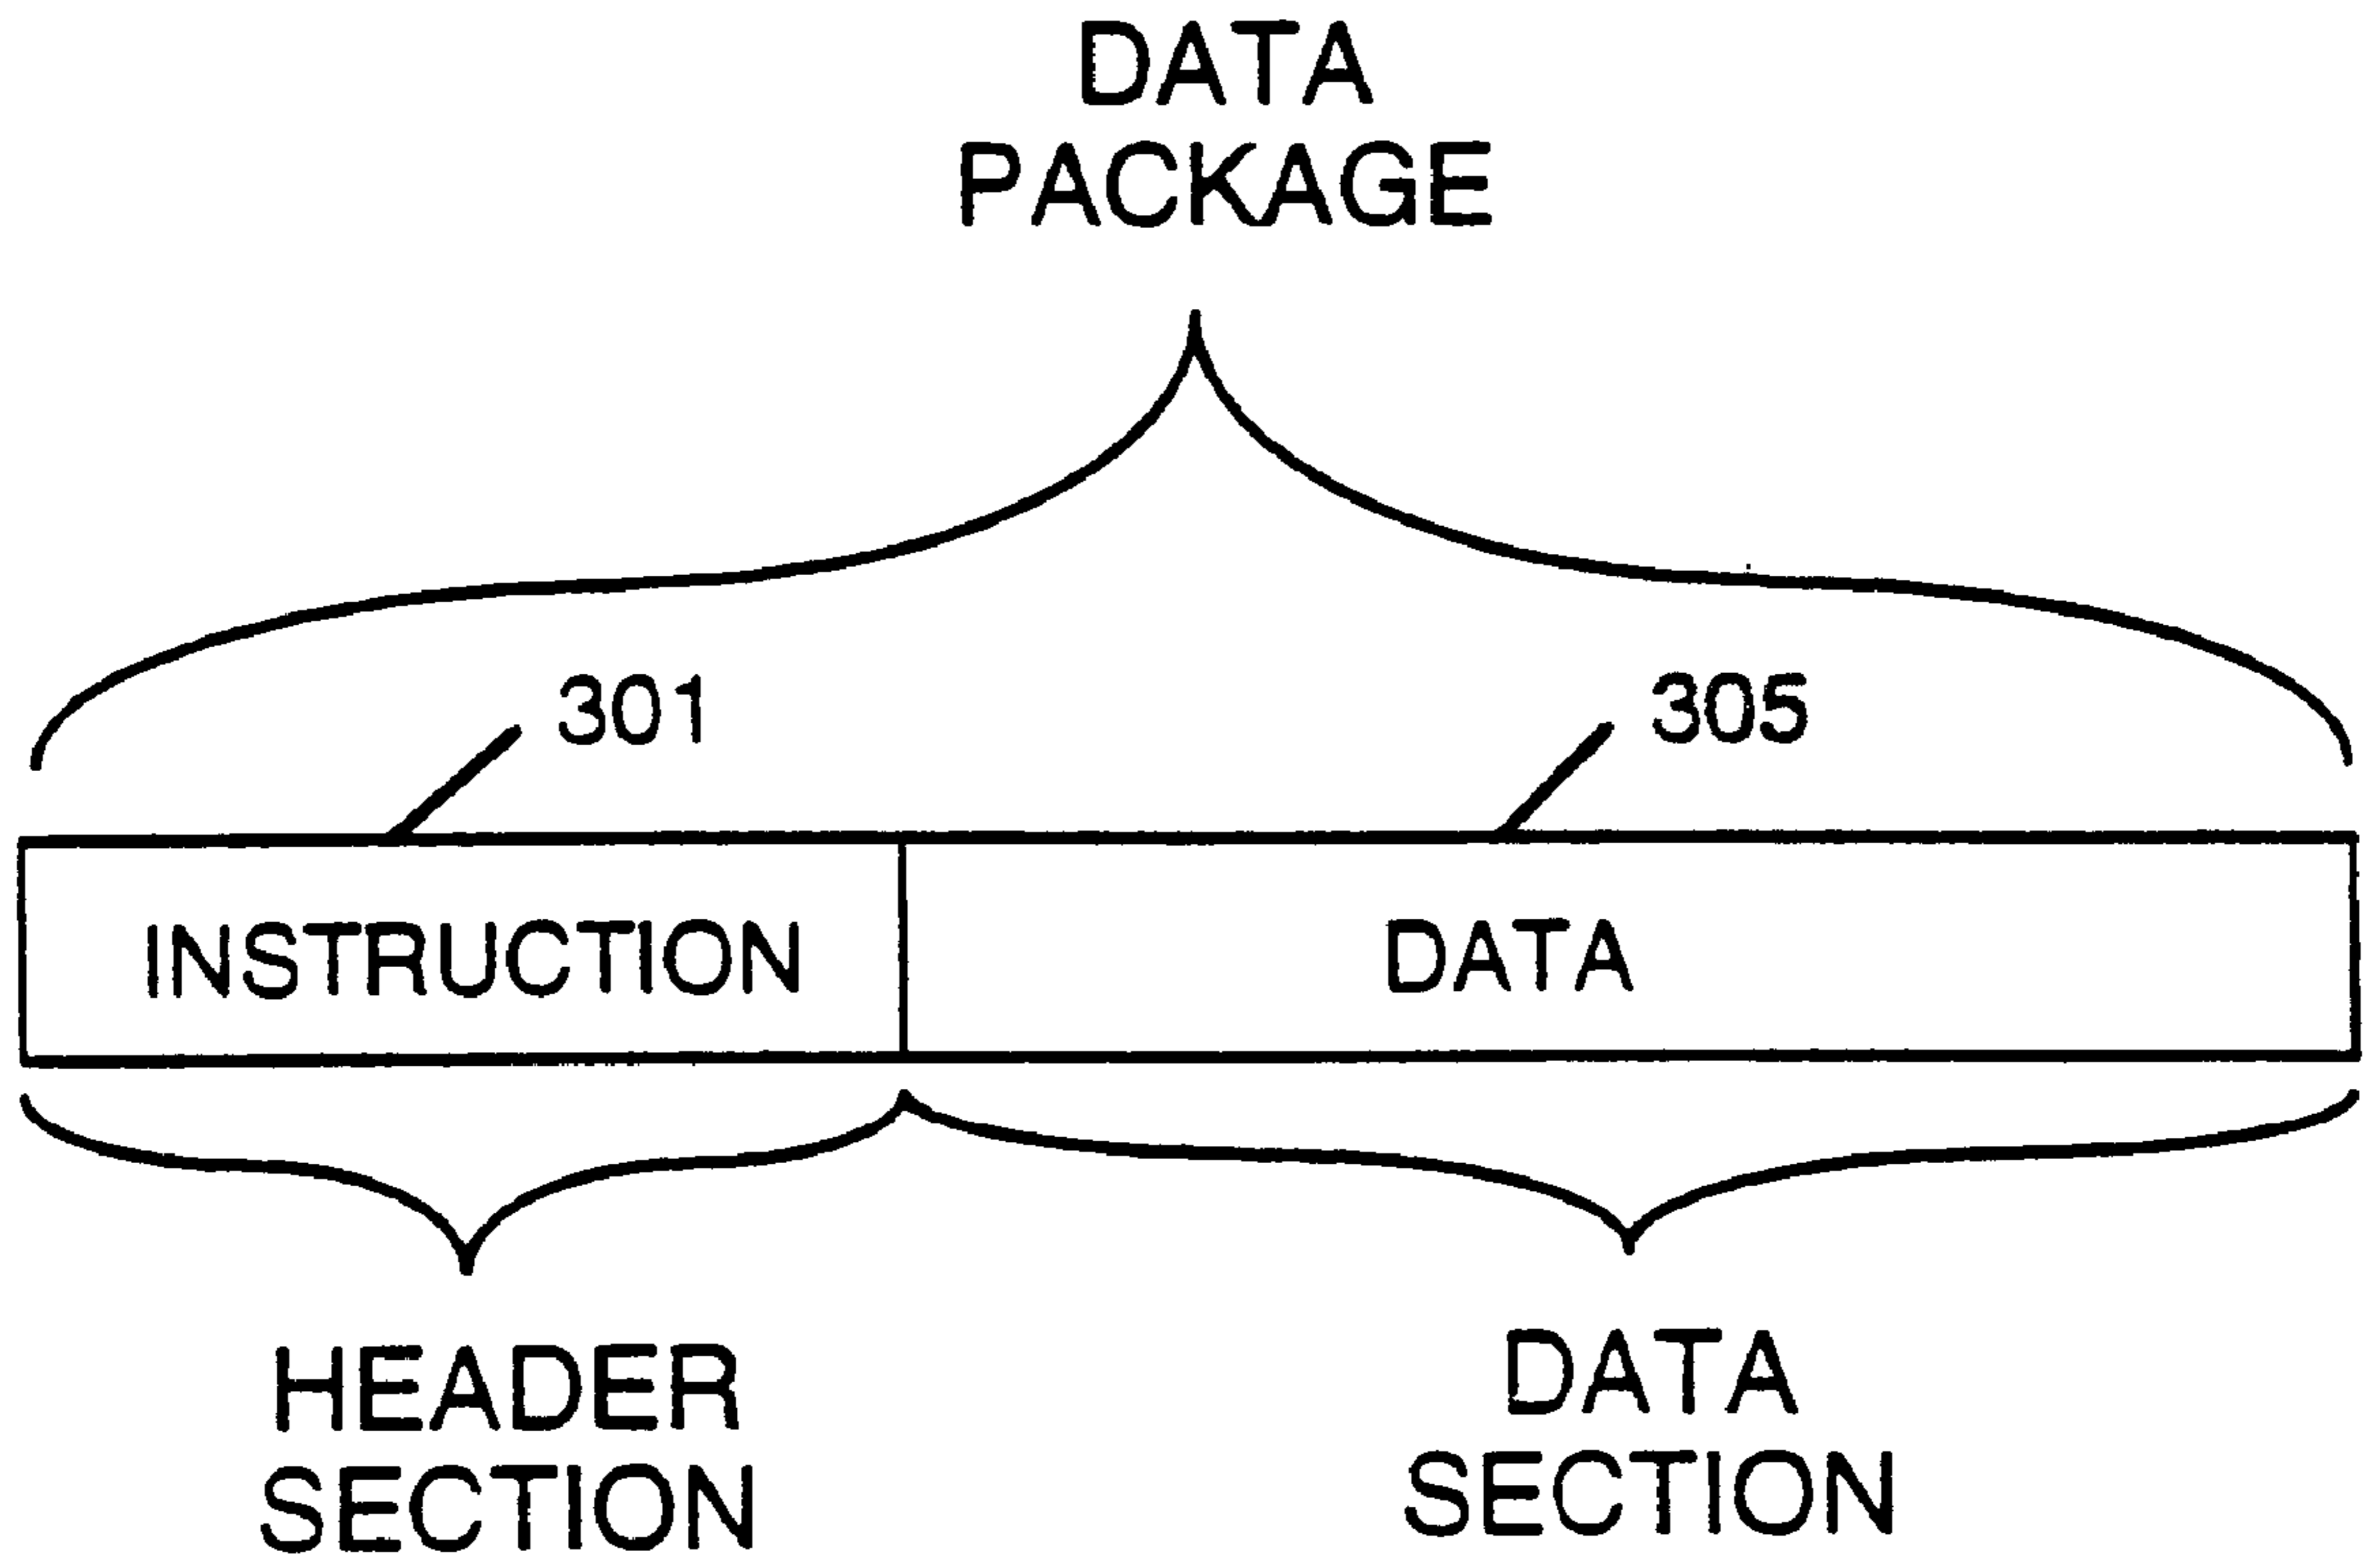 DATA
PACKAGE
301
305
INSTRUCTION
DATA
HEADER
SECTION
DATA
SECTION